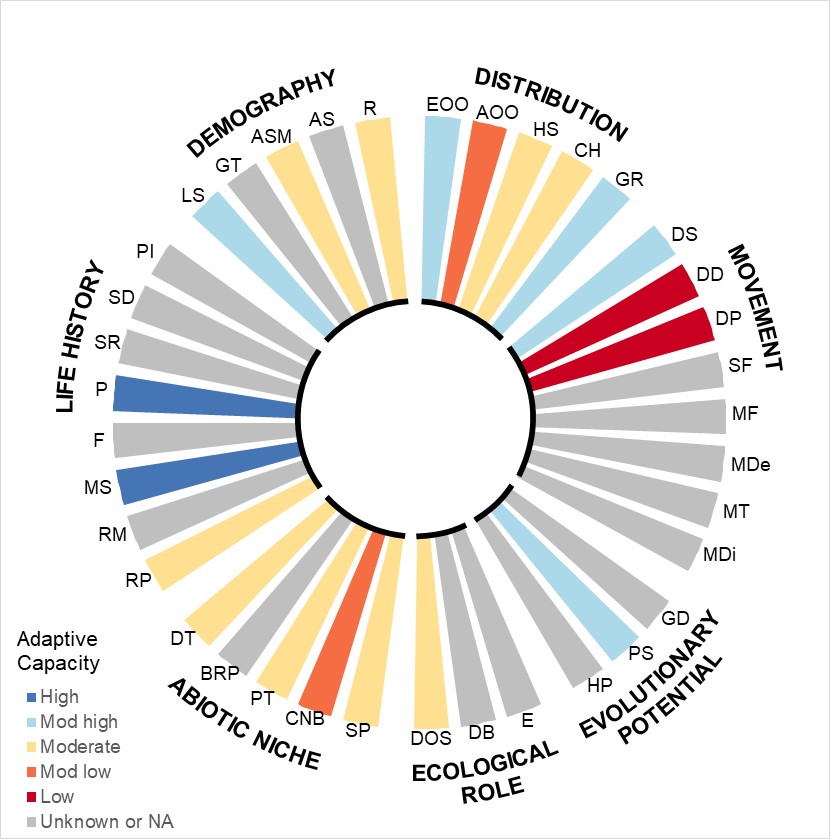 DISTRIBUTION
EOO
AOO
HS
CH
GR
MOVEMENT
DS
DD
DP
SF
MF
MDe
MT
MDi
EVOLUTIONARY
POTENTIAL
GD
PS
HP
ECOLOGICAL
ROLE
E
DB
DOS
ABIOTIC NICHE
SP
CNB
PT
BRP
DT
LIFE HISTORY
RP
RM
MS
F
P
SR
SD
PI
DEMOGRAPHY
LS
GT
ASM
AS
R
Adaptive
Capacity
High
Mod high
Moderate
Mod low
Low
Unknown or NA